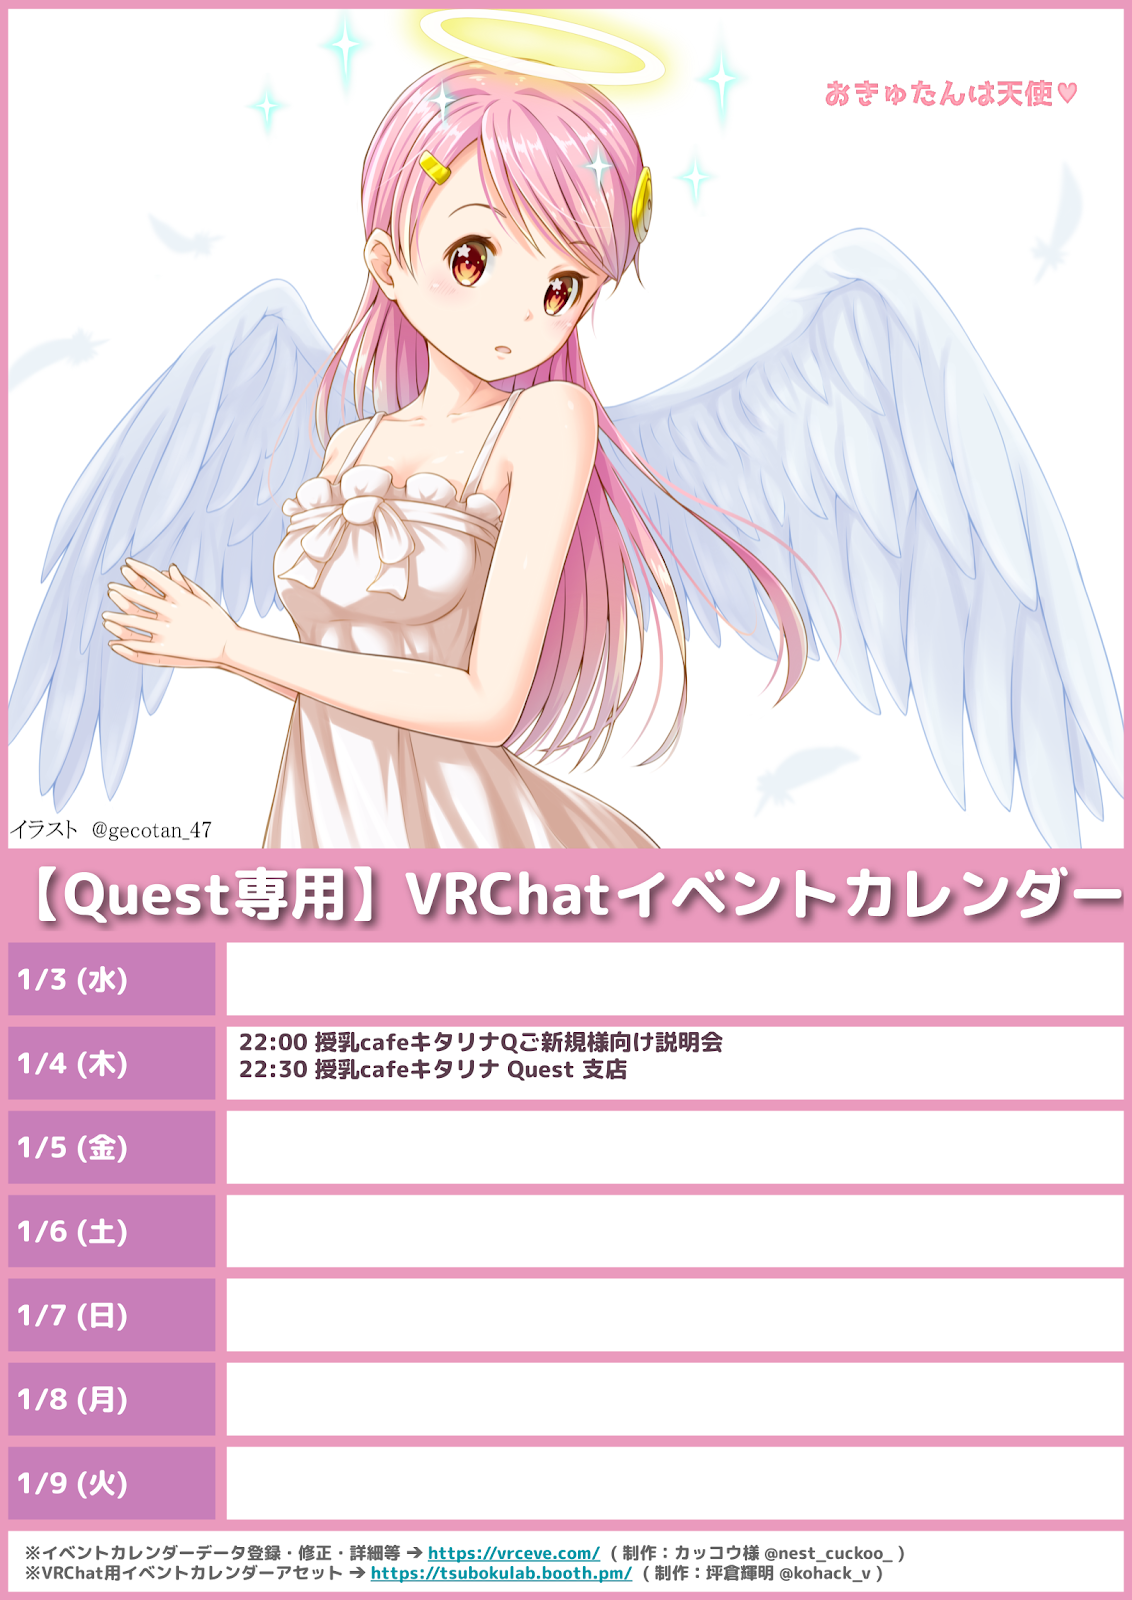 おきゅたんは天使♥
イラスト @gecotan_47
【Quest専用】VRChatイベントカレンダー
1/3 (水)
1/4 (木)
22:00 授乳cafeキタリナQご新規様向け説明会
22:30 授乳cafeキタリナ Quest 支店
1/5 (金)
1/6 (土)
1/7 (日)
1/8 (月)
1/9 (火)
※イベントカレンダーデータ登録・修正・詳細等 ➔ https://vrceve.com/ ( 制作：カッコウ様 @nest_cuckoo_ )
※VRChat用イベントカレンダーアセット ➔ https://tsubokulab.booth.pm/ ( 制作：坪倉輝明 @kohack_v )